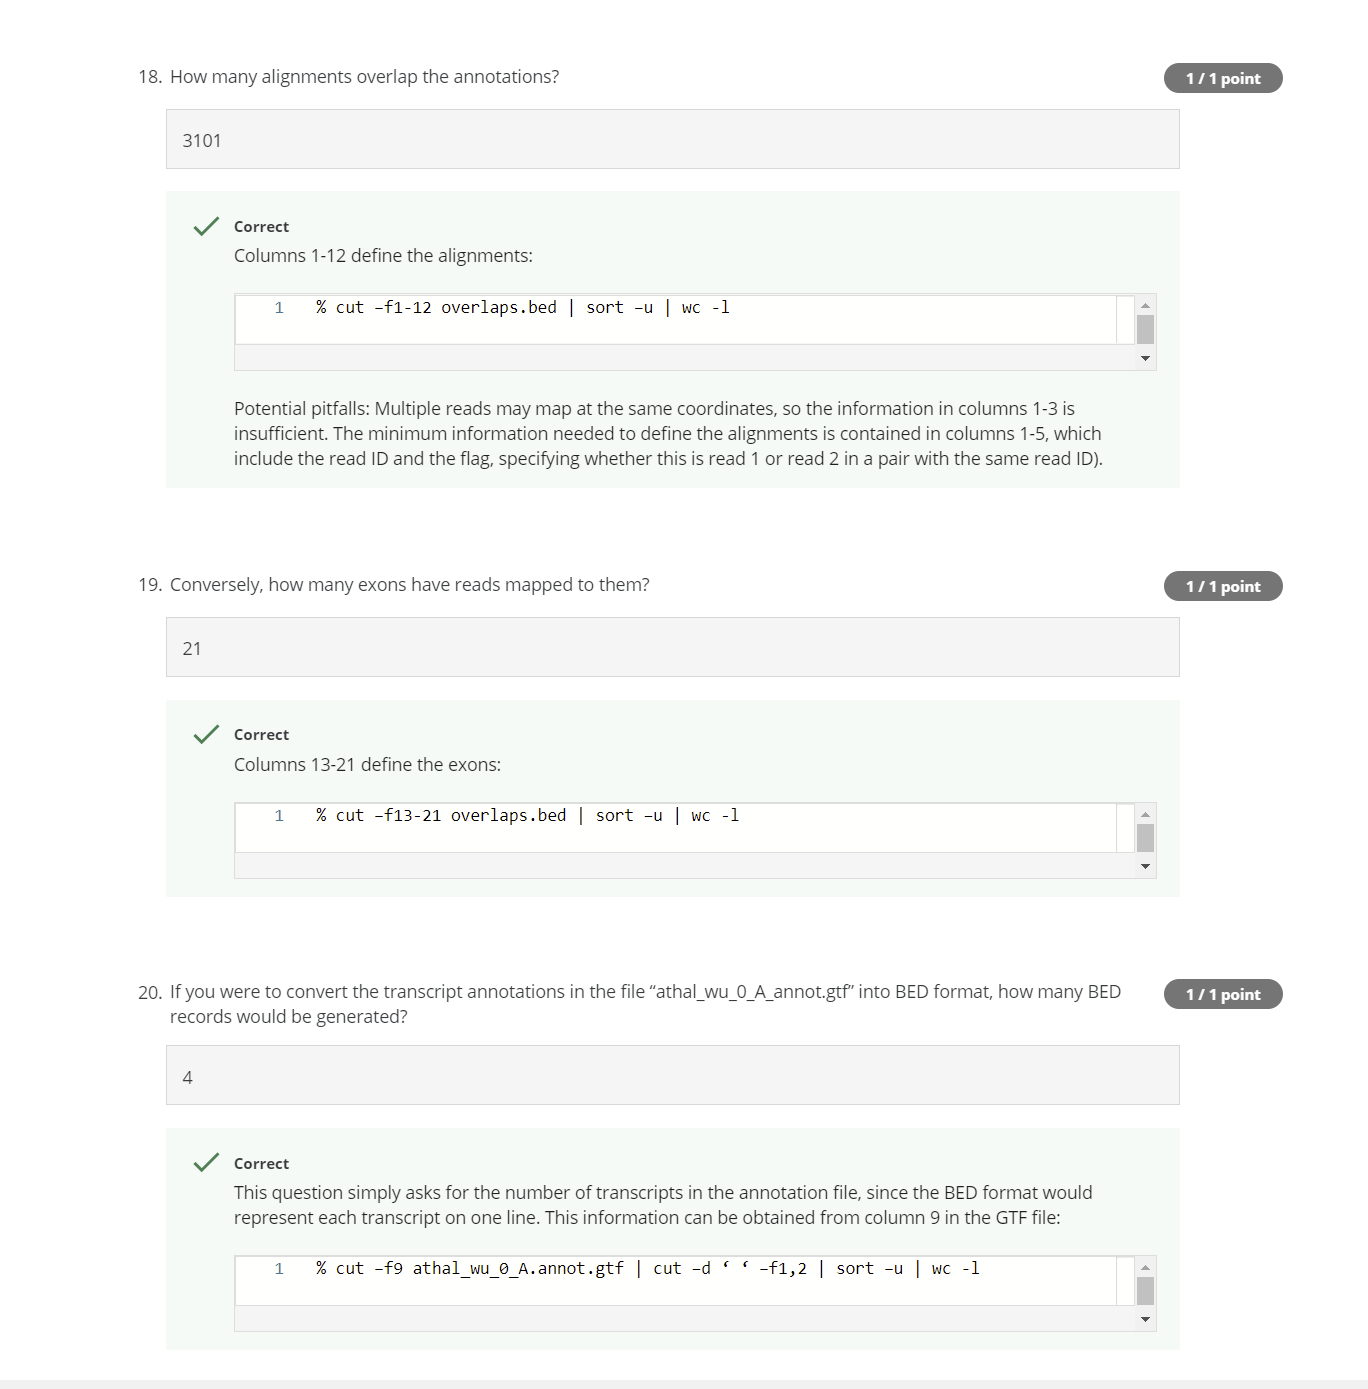 18. How many alignments overlap the annotations?
1 / 1 point
3101
Correct
Columns 1-12 define the alignments:
1 % cut –f1-12 overlaps.bed | sort –u | wc -l
Potential pitfalls: Multiple reads may map at the same coordinates, so the information in columns 1-3 is
insufficient. The minimum information needed to define the alignments is contained in columns 1-5, which
include the read ID and the flag, specifying whether this is read 1 or read 2 in a pair with the same read ID).
19. Conversely, how many exons have reads mapped to them?
1 / 1 point
21
Correct
Columns 13-21 define the exons:
1 % cut –f13-21 overlaps.bed | sort –u | wc -l
20. If you were to convert the transcript annotations in the file “athal_wu_0_A_annot.gtf” into BED format, how many BED
records would be generated?
1 / 1 point
4
Correct
This question simply asks for the number of transcripts in the annotation file, since the BED format would
represent each transcript on one line. This information can be obtained from column 9 in the GTF file:
1 % cut –f9 athal_wu_0_A.annot.gtf | cut –d ‘ ‘ –f1,2 | sort –u | wc -l